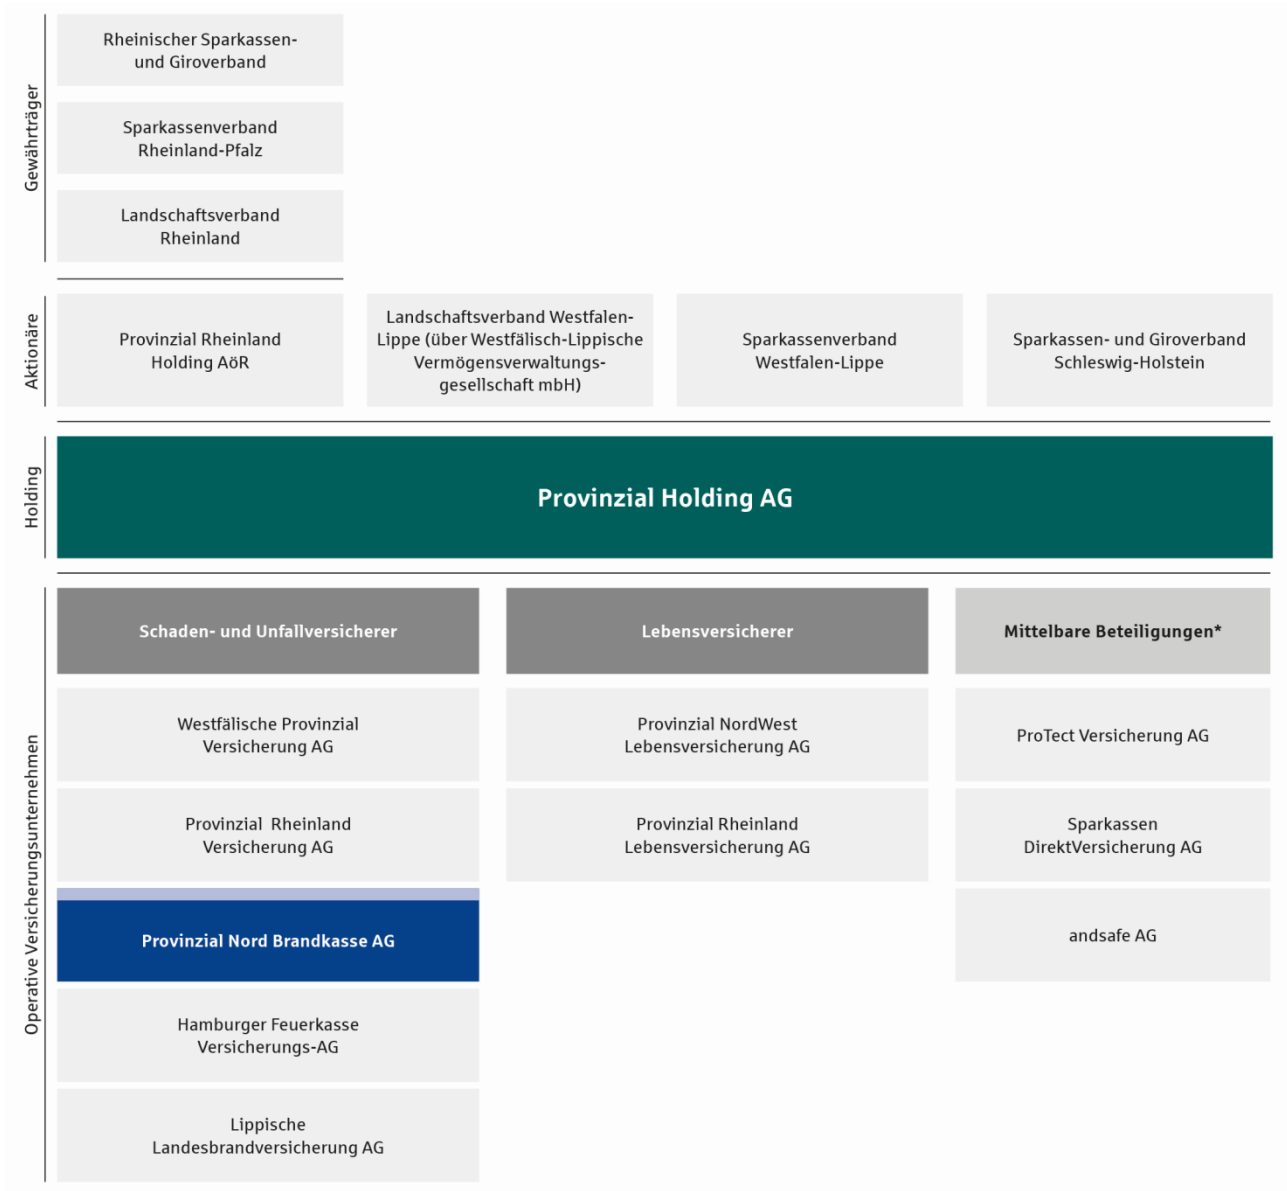 Gewährträger
Rheinischer Sparkassen-
und Giroverband
Sparkassenverband
Rheinland-Pfalz
Landschaftsverband
Rheinland
Aktionäre
Provinzial Rheinland
Holding AöR
Landschaftsverband Westfalen-
Lippe (über Westfälisch-Lippische
Vermögensverwaltungs-
gesellschaft mbH)
Sparkassenverband
Westfalen-Lippe
Sparkassen- und Giroverband
Schleswig-Holstein
Holding
Provinzial Holding AG
Operative Versicherungsunternehmen
Schaden- und Unfallversicherer
Westfälische Provinzial
Versicherung AG
Provinzial Rheinland
Versicherung AG
Provinzial Nord Brandkasse AG
Hamburger Feuerkasse
Versicherungs-AG
Lippische
Landesbrandversicherung AG
Lebensversicherer
Provinzial NordWest
Lebensversicherung AG
Provinzial Rheinland
Lebensversicherung AG
Mittelbare Beteiligungen*
ProTect Versicherung AG
Sparkassen
DirektVersicherung AG
andsafe AG